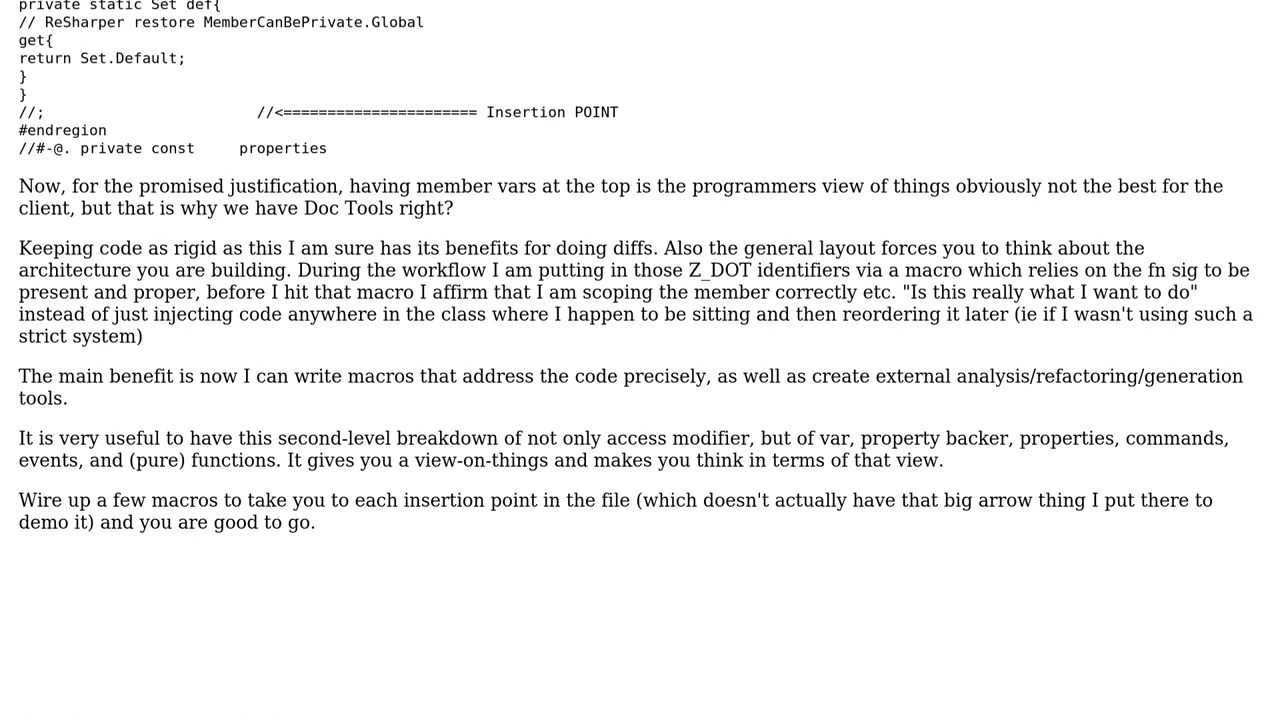 private static Set def{
// ReSharper restore MemberCanBePrivate.Global
get{
return Set.Default;
}
}
//;                        //<====================== Insertion POINT
#endregion
//#-@. private const     properties
Now, for the promised justification, having member vars at the top is the programmers view of things obviously not the best for the
client, but that is why we have Doc Tools right?
Keeping code as rigid as this I am sure has its benefits for doing diffs. Also the general layout forces you to think about the
architecture you are building. During the workflow I am putting in those Z_DOT identifiers via a macro which relies on the fn sig to be
present and proper, before I hit that macro I affirm that I am scoping the member correctly etc. "Is this really what I want to do"
instead of just injecting code anywhere in the class where I happen to be sitting and then reordering it later (ie if I wasn't using such a
strict system)
The main benefit is now I can write macros that address the code precisely, as well as create external analysis/refactoring/generation
tools.
It is very useful to have this second-level breakdown of not only access modifier, but of var, property backer, properties, commands,
events, and (pure) functions. It gives you a view-on-things and makes you think in terms of that view.
Wire up a few macros to take you to each insertion point in the file (which doesn't actually have that big arrow thing I put there to
demo it) and you are good to go.